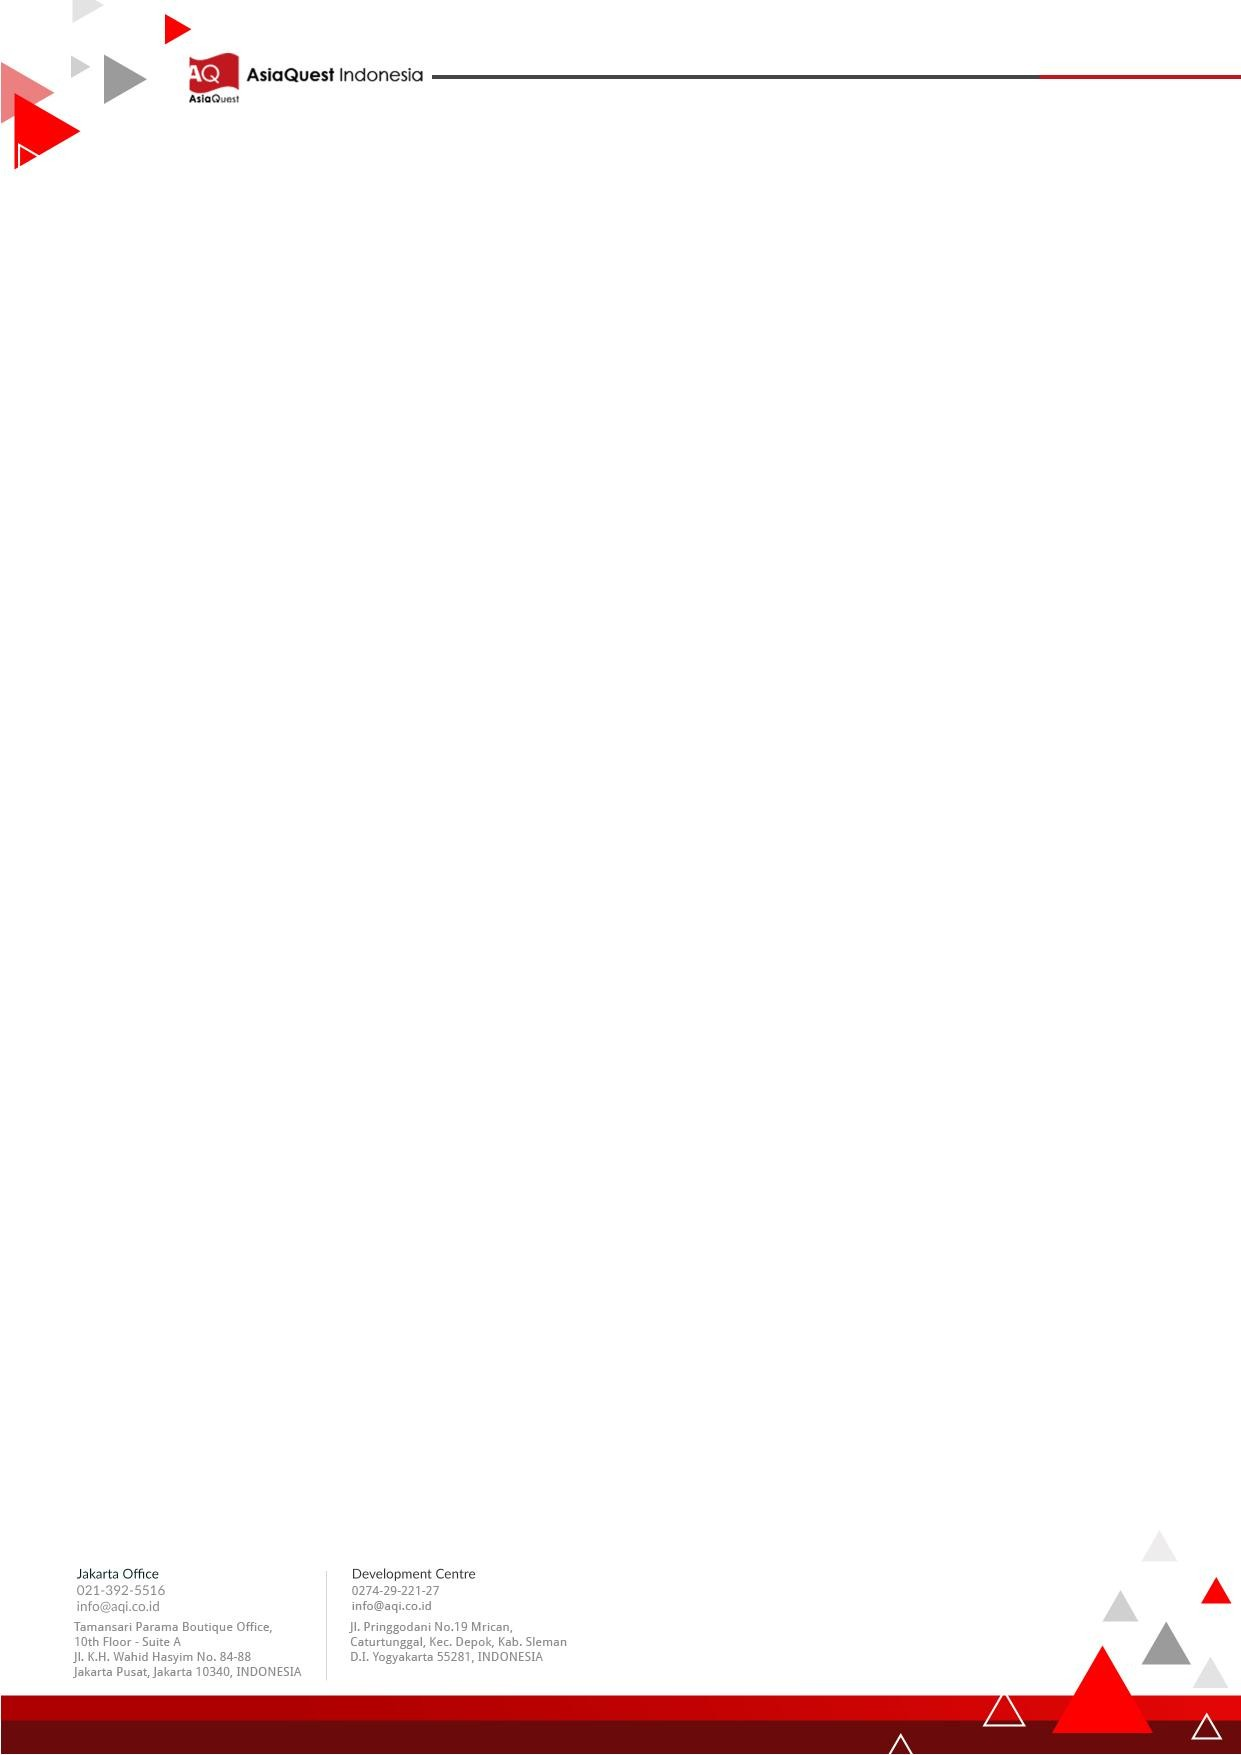 AQ
AsiaQuest
AsiaQuest Indonesia
Jakarta Office
021-392-5516
info@aqi.co.id
Tamansari Parama Boutique Office,
10th Floor - Suite A
Jl. K.H. Wahid Hasyim No. 84-88
Jakarta Pusat, Jakarta 10340, INDONESIA
Development Centre
0274-29-221-27
info@aqi.co.id
Jl. Pringgodani No.19 Mrican,
Caturtunggal, Kec. Depok, Kab. Sleman
D.I. Yogyakarta 55281, INDONESIA